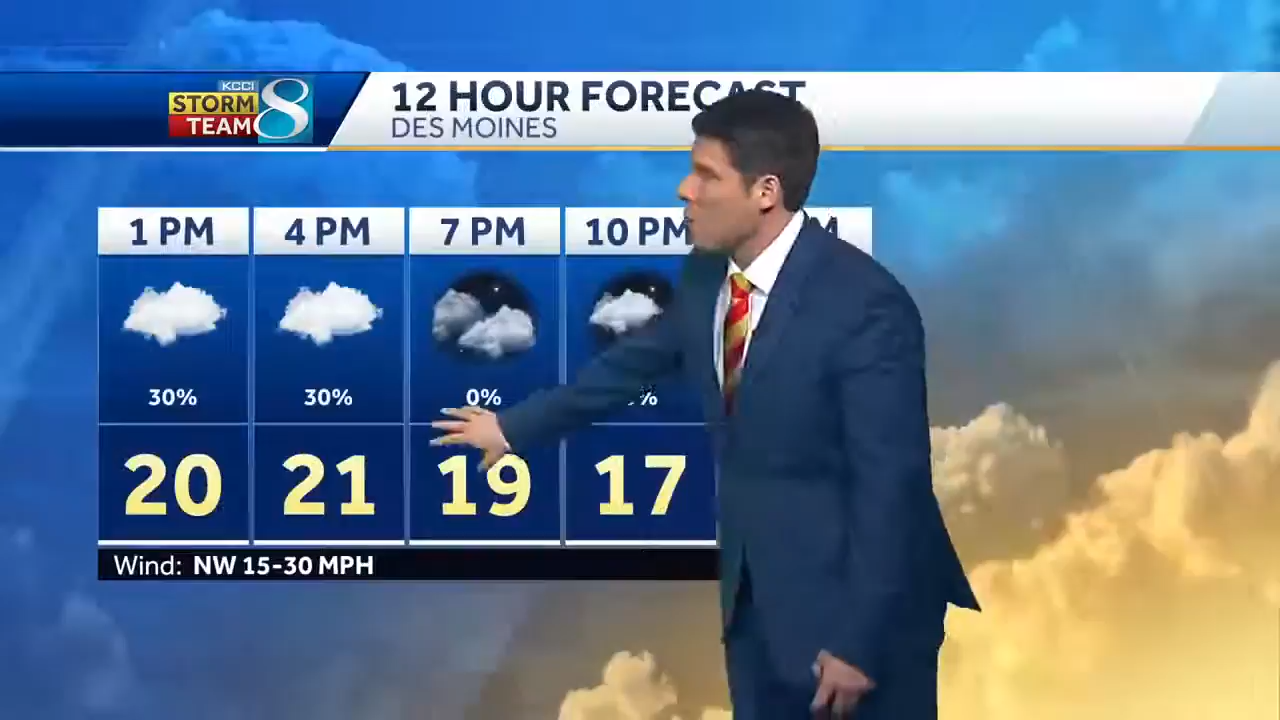 KCCI
STORM
TEAM 8
12 HOUR FORECAST
DES MOINES
1 PM
4 PM
7 PM
10 PM
30%
30%
0%
%
20
21
19
17
Wind: NW 15-30 MPH